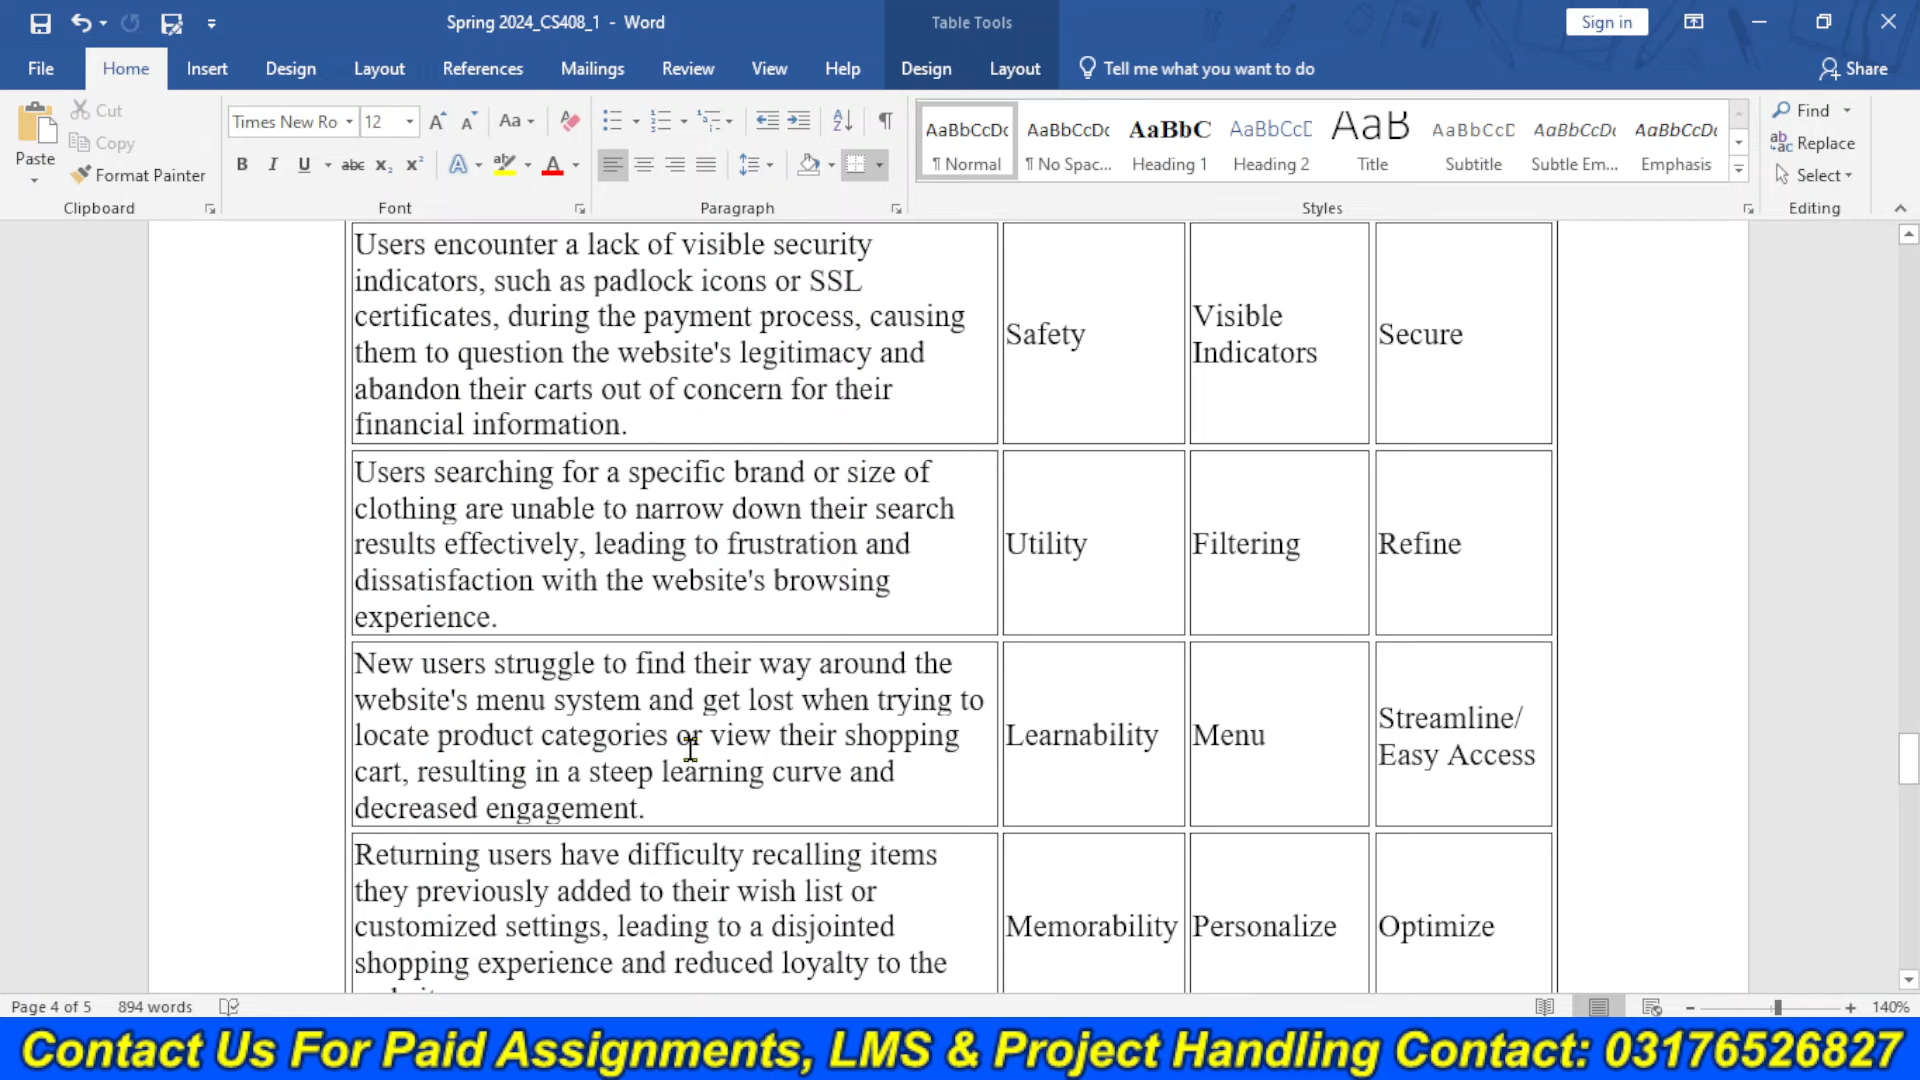 Spring 2024_CS408_1 - Word
Table Tools
Sign in
File Home Insert Design Layout References Mailings Review View Help Design Layout Tell me what you want to do Share
Paste
Cut
Copy
Format Painter
Clipboard
Times New Ro 12
Font
Paragraph
AaBbCcDc AaBbCcDc AaBbC AaBbCcD AaB AaBbCcD AaBbCcDc AaBbCcDc
¶ Normal ¶ No Spac... Heading 1 Heading 2 Title Subtitle Subtle Em... Emphasis
Styles
Find
Replace
Select
Editing
Users encounter a lack of visible security
indicators, such as padlock icons or SSL
certificates, during the payment process, causing
them to question the website's legitimacy and
abandon their carts out of concern for their
financial information.
Safety
Visible
Indicators
Secure
Users searching for a specific brand or size of
clothing are unable to narrow down their search
results effectively, leading to frustration and
dissatisfaction with the website's browsing
experience.
Utility
Filtering
Refine
New users struggle to find their way around the
website's menu system and get lost when trying to
locate product categories or view their shopping
cart, resulting in a steep learning curve and
decreased engagement.
Learnability
Menu
Streamline/
Easy Access
Returning users have difficulty recalling items
they previously added to their wish list or
customized settings, leading to a disjointed
shopping experience and reduced loyalty to the
Memorability
Personalize
Optimize
Page 4 of 5 894 words 140%
Contact Us For Paid Assignments, LMS & Project Handling Contact: 03176526827